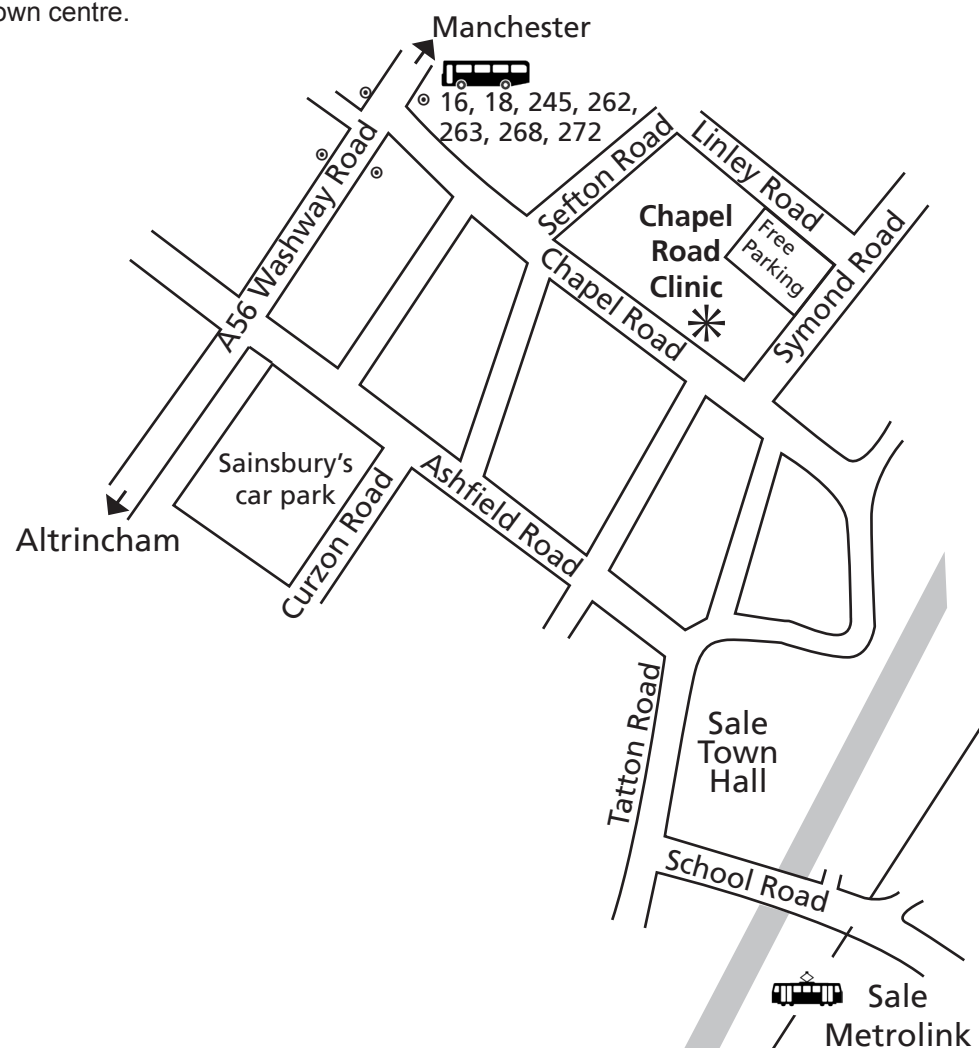 own centre.
Manchester
16, 18, 245, 262,
263, 268, 272
A56 Washway Road
Sefton Road
Linley Road
Chapel
Road
Clinic
Free
Parking
Symond Road
Chapel Road
Sainsbury's
car park
Ashfield Road
Curzon Road
Altrincham
Tatton Road
Sale
Town
Hall
School Road
Sale
Metrolink